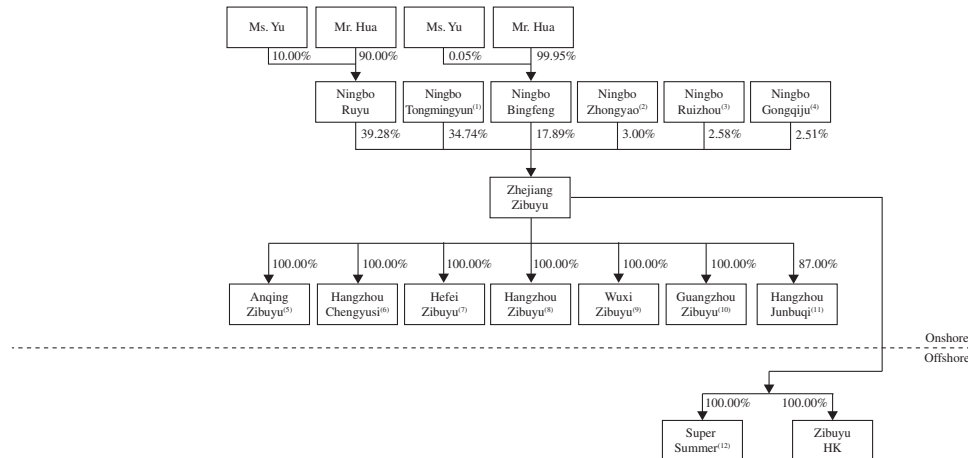 Ms. Yu
Mr. Hua
Ms. Yu
Mr. Hua
10.00%
90.00%
0.05%
99.95%
Ningbo
Ruyu
Ningbo
Tongmingyun(1)
Ningbo
Bingfeng
Ningbo
Zhongyao(2)
Ningbo
Ruizhou(3)
Ningbo
Gongqiju(4)
39.28%
34.74%
17.89%
3.00%
2.58%
2.51%
Zhejiang
Zibuyu
100.00%
100.00%
100.00%
100.00%
100.00%
100.00%
87.00%
Anqing
Zibuyu(5)
Hangzhou
Chengyusi(6)
Hefei
Zibuyu(7)
Hangzhou
Zibuyu(8)
Wuxi
Zibuyu(9)
Guangzhou
Zibuyu(10)
Hangzhou
Junbuqi(11)
Onshore
Offshore
100.00%
100.00%
Super
Summer(12)
Zibuyu
HK